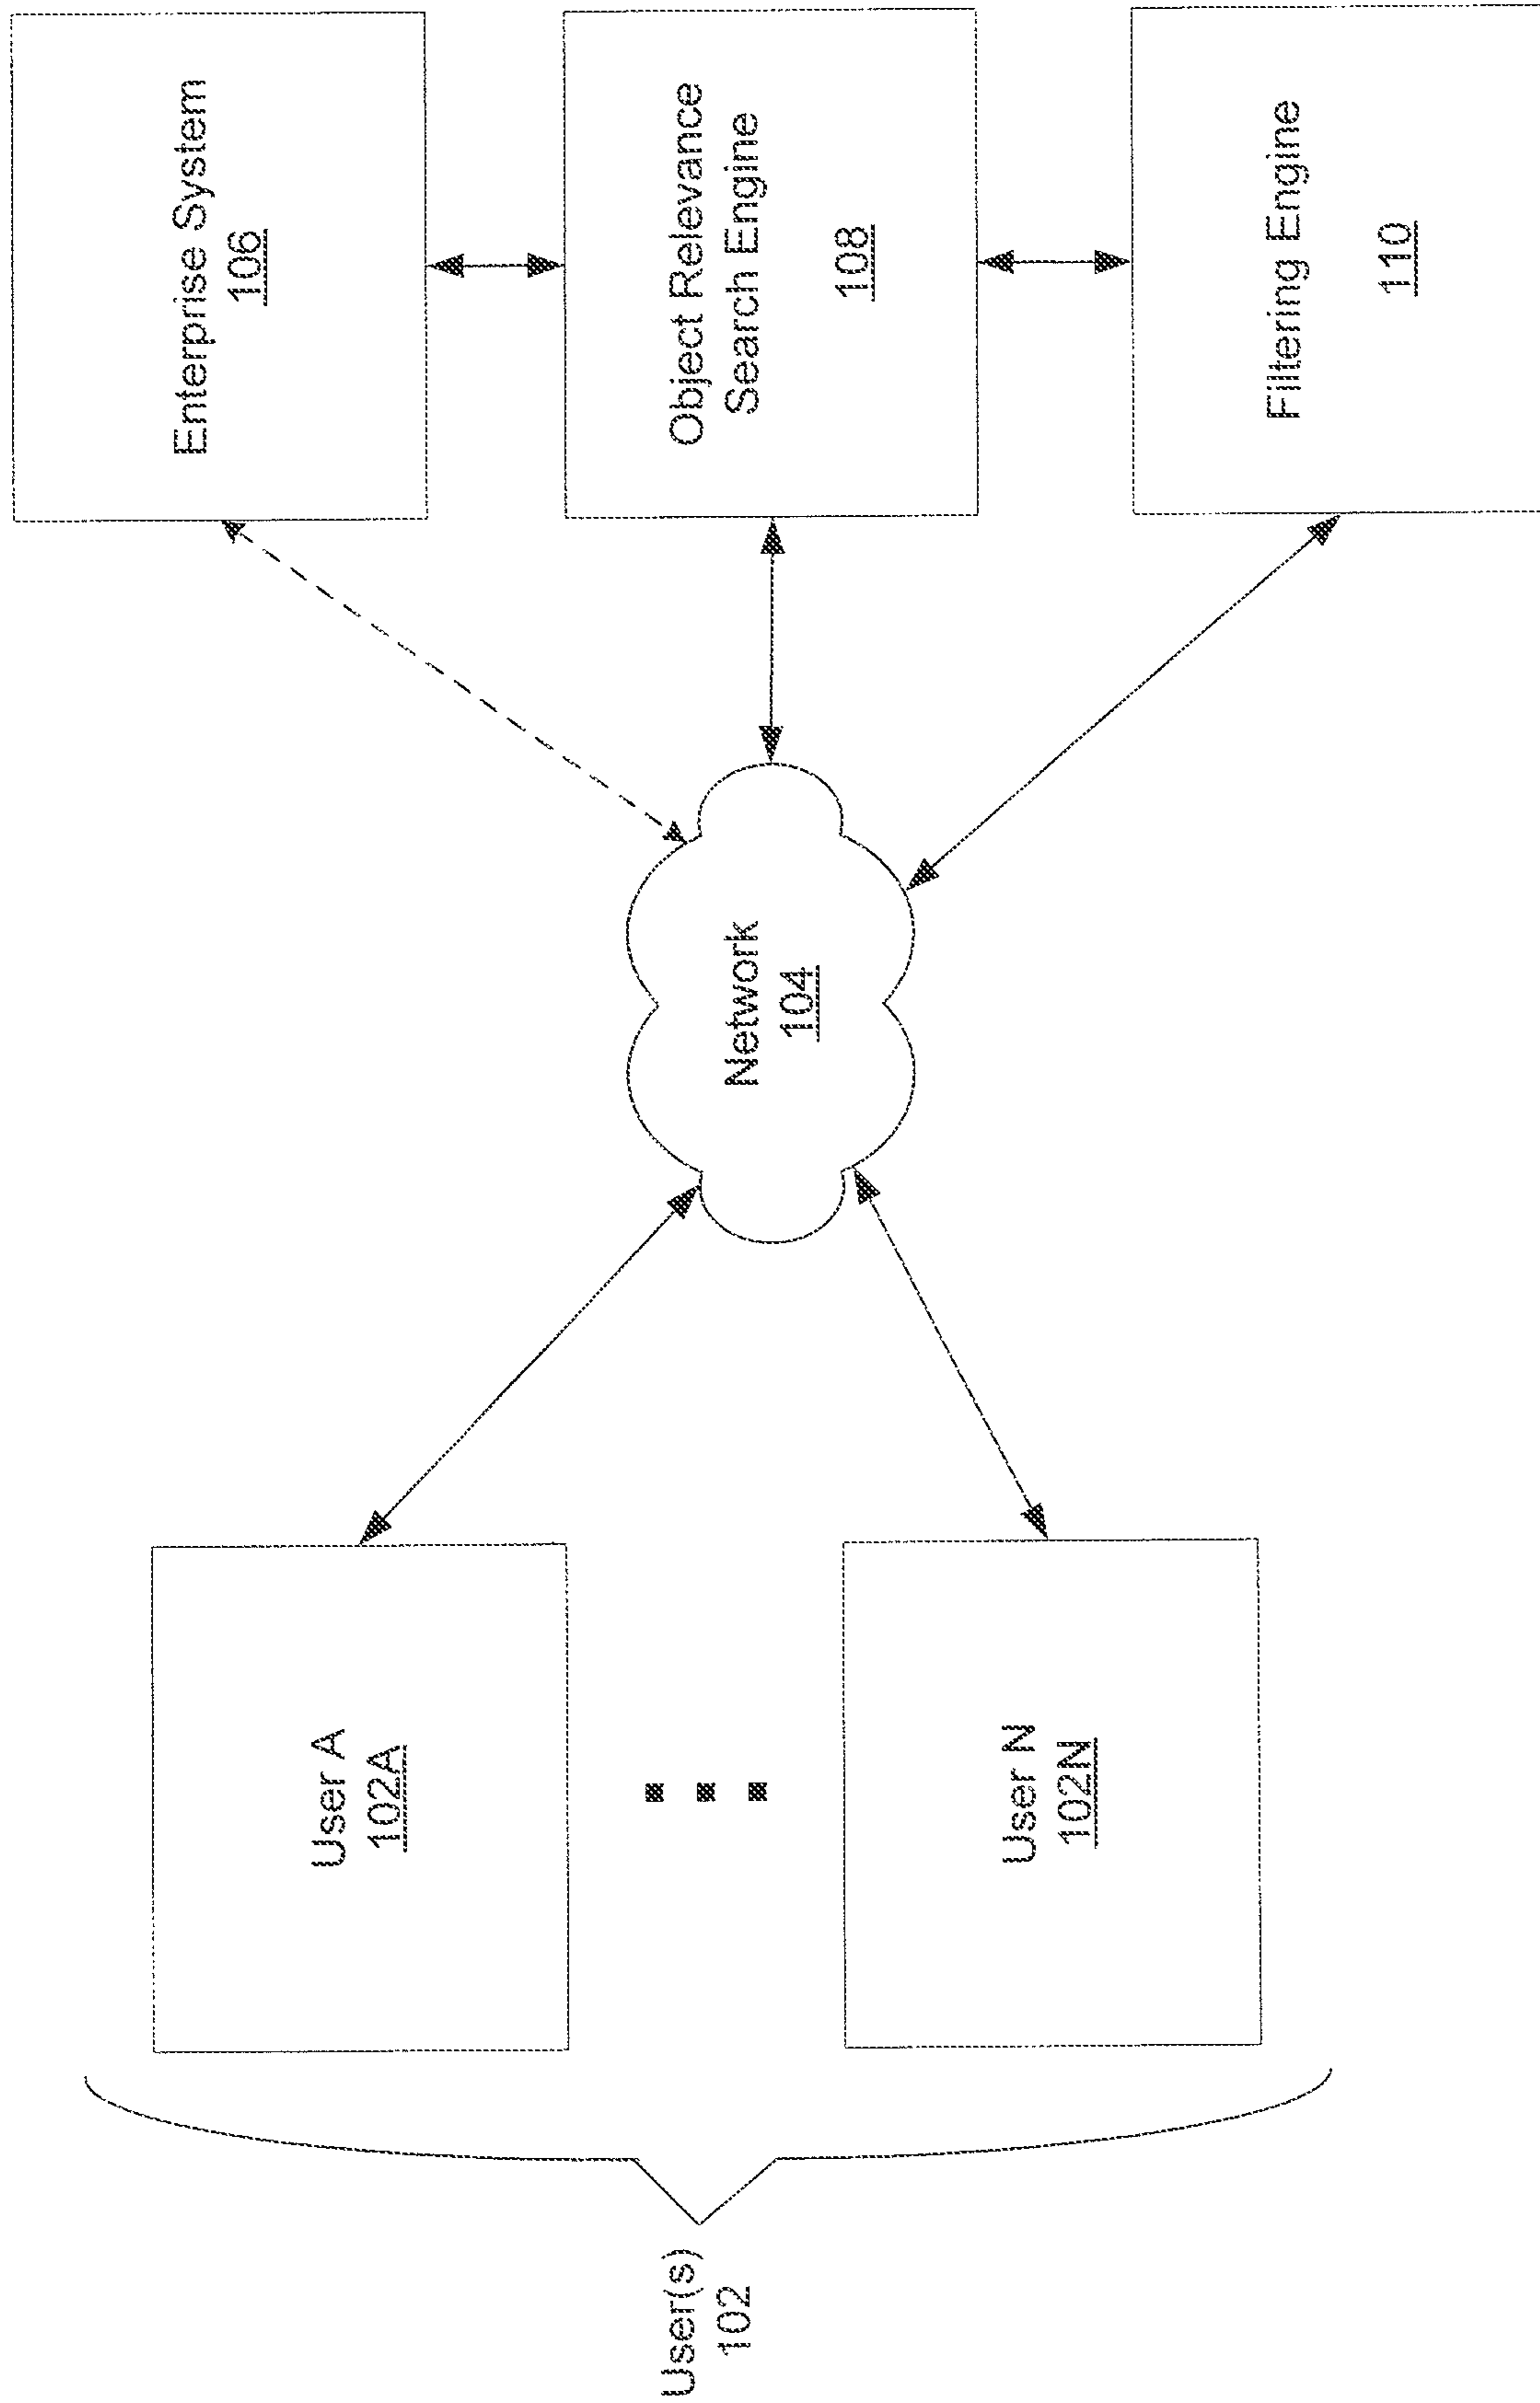 User(s)
102
User A
102A
User N
102N
Network
104
Enterprise System
106
Object Relevance
Search Engine
108
Filtering Engine
110